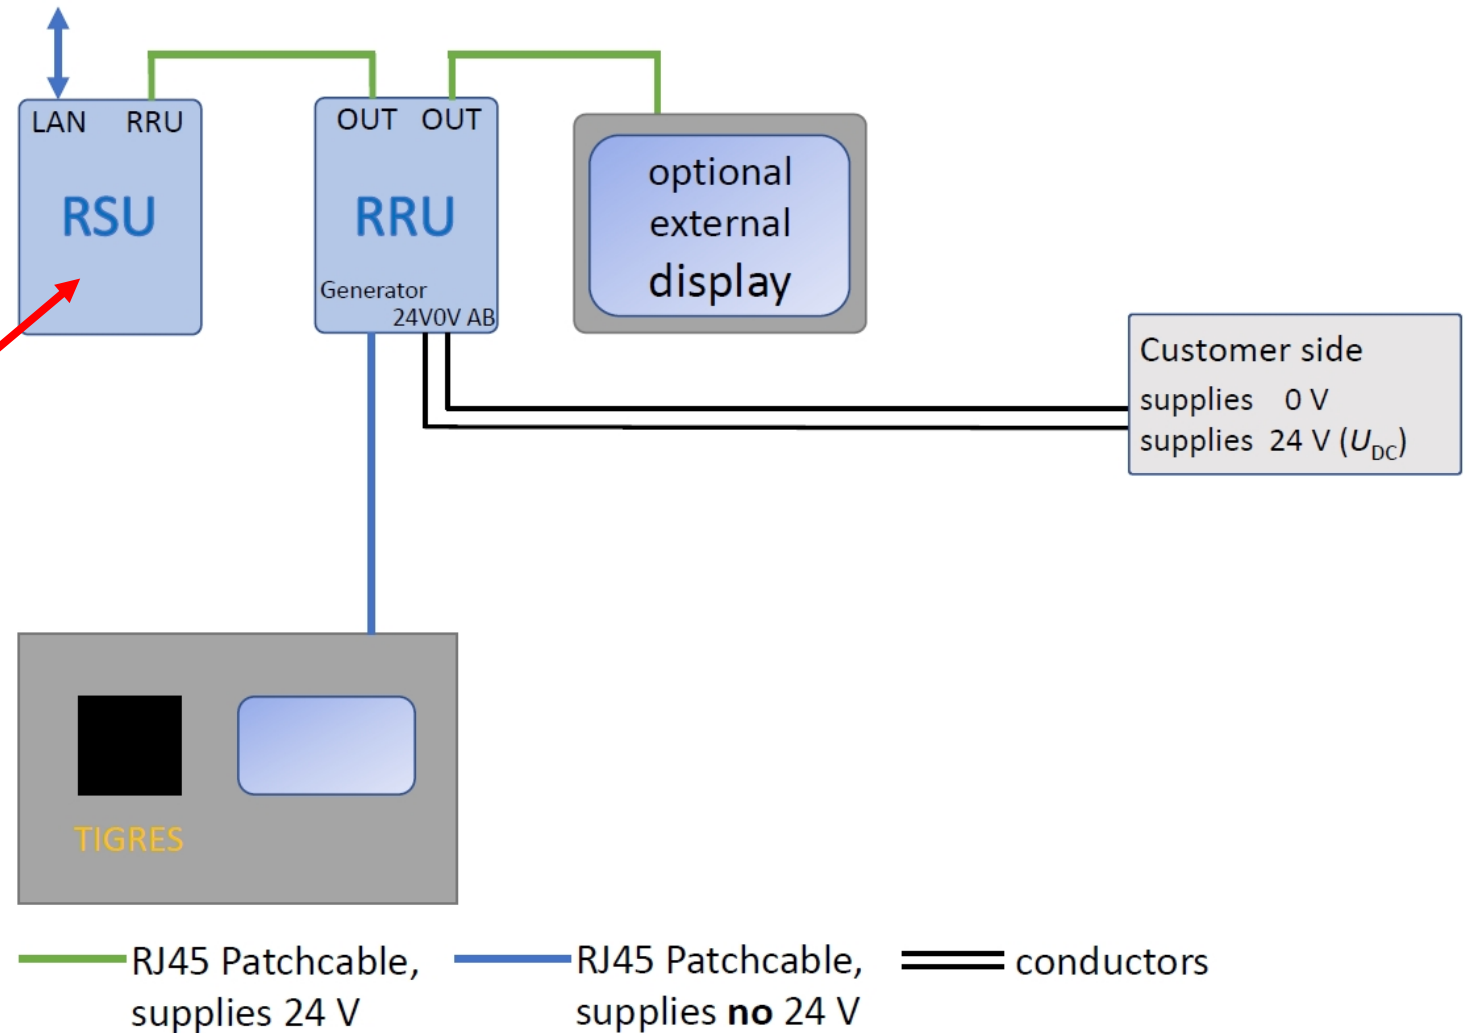 LAN RRU
RSU
OUT OUT
RRU
Generator
24V0V AB
optional
external
display
Customer side
supplies 0 V
supplies 24 V (UDC)
TIGRES
RJ45 Patchcable,
supplies 24 V
RJ45 Patchcable,
supplies no 24 V
conductors